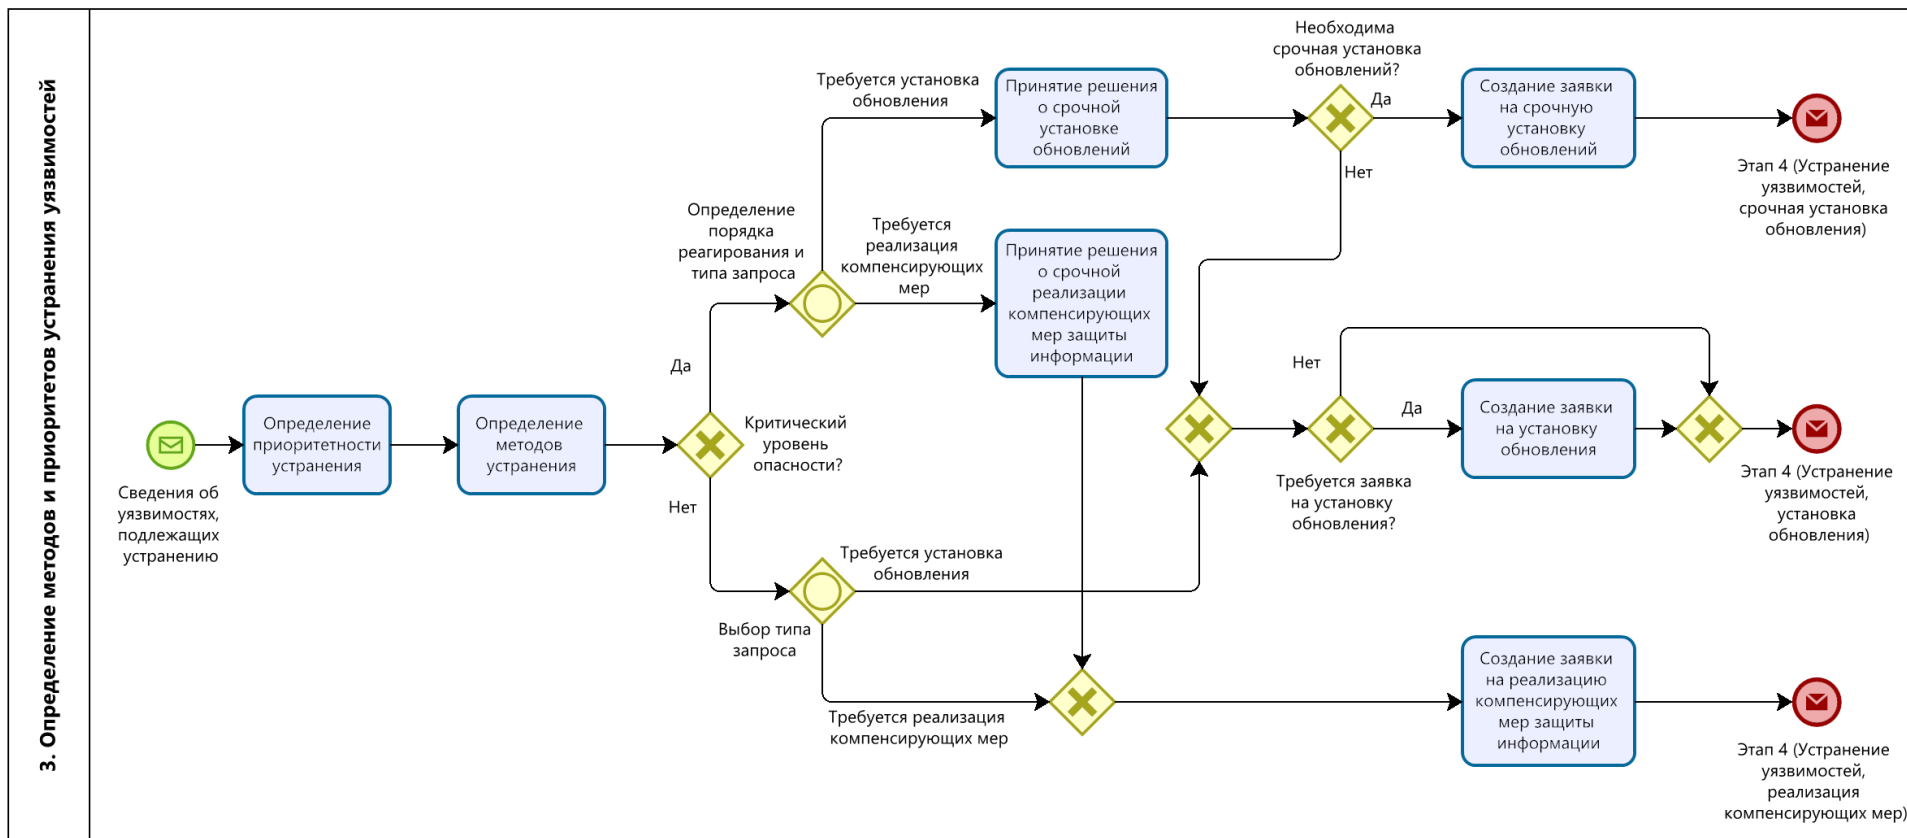 3. Определение методов и приоритетов устранения уязвимостей
Сведения об
уязвимостях,
подлежащих
устранению
Определение
приоритетности
устранения
Определение
методов
устранения
Критический
уровень
опасности?
Да
Нет
Определение
порядка
реагирования и
типа запроса
Требуется установка
обновления
Требуется
реализация
компенсирующих
мер
Принятие решения
о срочной
установке
обновлений
Принятие решения
о срочной
реализации
компенсирующих
мер защиты
информации
Необходима
срочная установка
обновлений?
Да
Нет
Создание заявки
на срочную
установку
обновлений
Этап 4 (Устранение
уязвимостей,
срочная установка
обновления)
Выбор типа
запроса
Требуется установка
обновления
Требуется реализация
компенсирующих мер
Нет
Да
Требуется заявка
на установку
обновления?
Создание заявки
на установку
обновления
Этап 4 (Устранение
уязвимостей,
установка
обновления)
Создание заявки
на реализацию
компенсирующих
мер защиты
информации
Этап 4 (Устранение
уязвимостей,
реализация
компенсирующих мер)